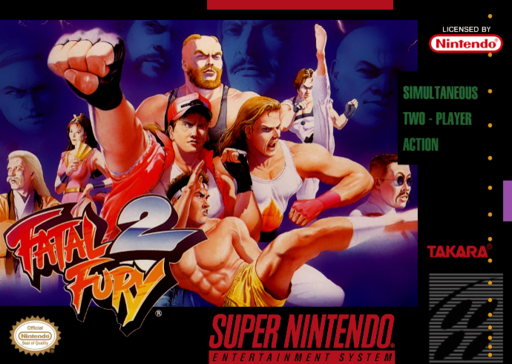 LICENSED BY
Nintendo
SIMULTANEOUS
TWO - PLAYER
ACTION
FATAL
FURY 2
®
TAKARA
Official
Nintendo
Seal of Quality
SUPER NINTENDO
ENTERTAINMENT SYSTEM